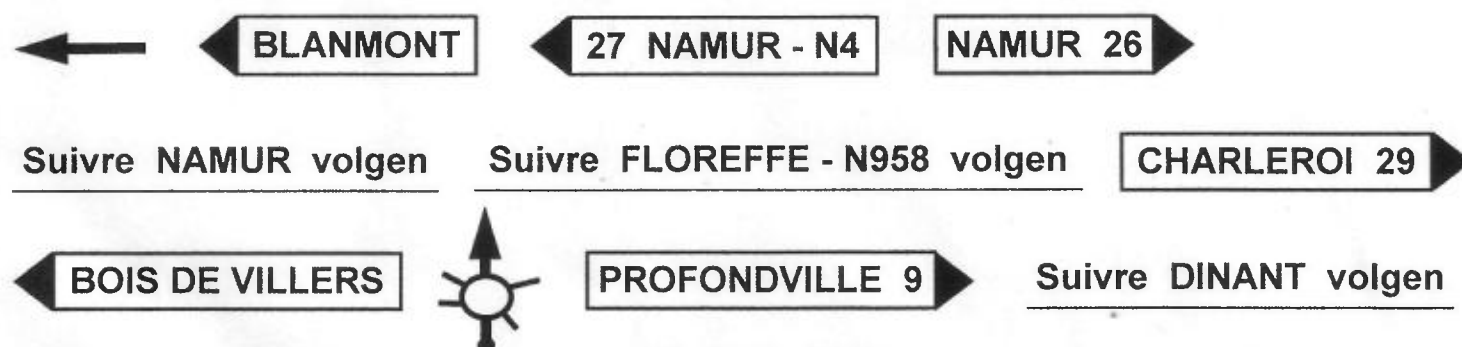 BLANMONT 27 NAMUR - N4 NAMUR 26
Suivre NAMUR volgen Suivre FLOREFFE - N958 volgen CHARLEROI 29
BOIS DE VILLERS PROFONDVILLE 9 Suivre DINANT volgen